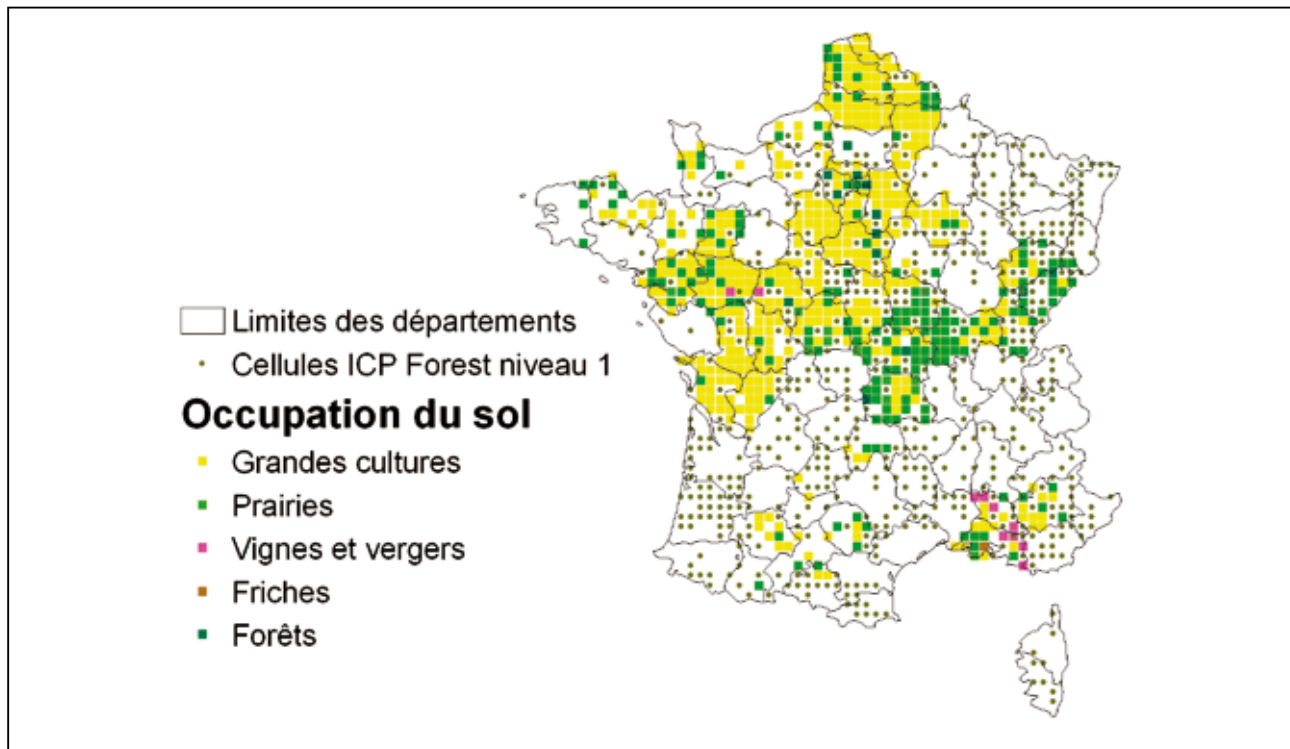 Limites des départements
Cellules ICP Forest niveau 1
Occupation du sol
Grandes cultures
Prairies
Vignes et vergers
Friches
Forêts